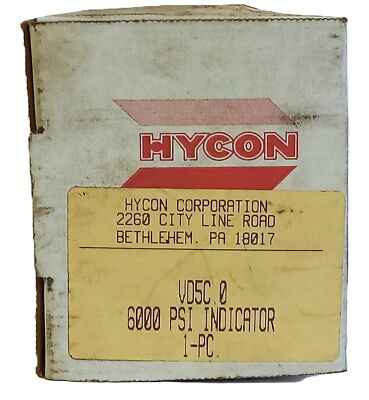 HYCON
HYCON CORPORATION
2260 CITY LINE ROAD
BETHLEHEM, PA 18017
VD5C.0
6000 PSI INDICATOR
1-PC.